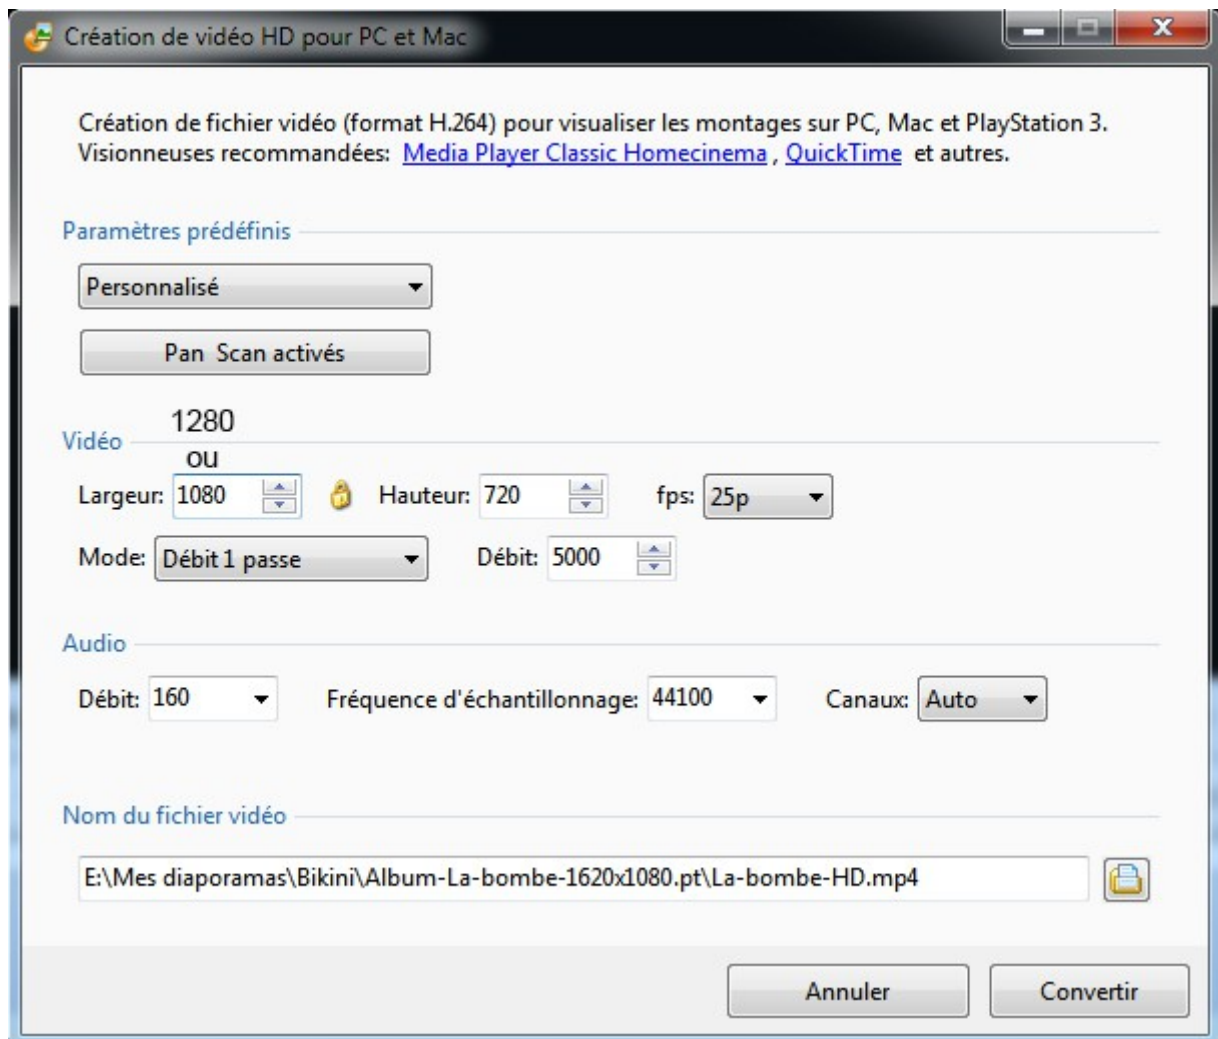 Création de vidéo HD pour PC et Mac
Création de fichier vidéo (format H.264) pour visualiser les montages sur PC, Mac et PlayStation 3.
Visionneuses recommandées: Media Player Classic Homecinema , QuickTime et autres.
Paramètres prédéfinis
Personnalisé
Pan Scan activés
1280
Vidéo
ou
Largeur: 1080 Hauteur: 720 fps: 25p
Mode: Débit 1 passe Débit: 5000
Audio
Débit: 160 Fréquence d'échantillonnage: 44100 Canaux: Auto
Nom du fichier vidéo
E:\Mes diaporamas\Bikini\Album-La-bombe-1620x1080.pt\La-bombe-HD.mp4
Annuler Convertir